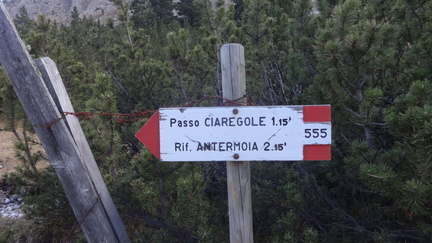 Passo CIAREGOLE 1.15'
555
Rif. ANTERMOIA 2.15'